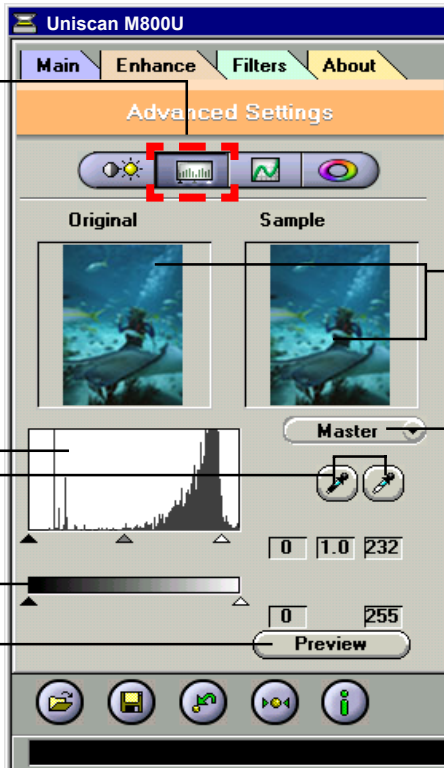 Uniscan M800U
Main Enhance Filters About
Advanced Settings
Original Sample
Master
0 1.0 232
0 255
Preview